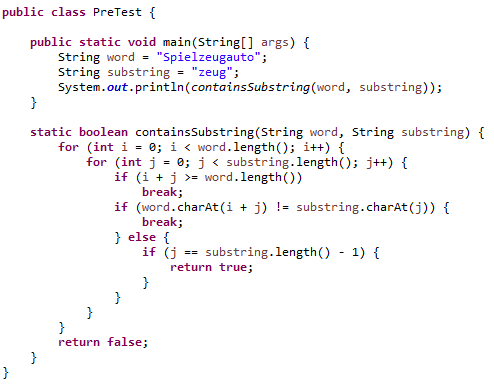 public class PreTest {
    public static void main(String[] args) {
        String word = "Spielzeugauto";
        String substring = "zeug";
        System.out.println(containsSubstring(word, substring));
    }
    static boolean containsSubstring(String word, String substring) {
        for (int i = 0; i < word.length(); i++) {
            for (int j = 0; j < substring.length(); j++) {
                if (i + j >= word.length())
                    break;
                if (word.charAt(i + j) != substring.charAt(j)) {
                    break;
                } else {
                    if (j == substring.length() - 1) {
                        return true;
                    }
                }
            }
        }
        return false;
    }
}